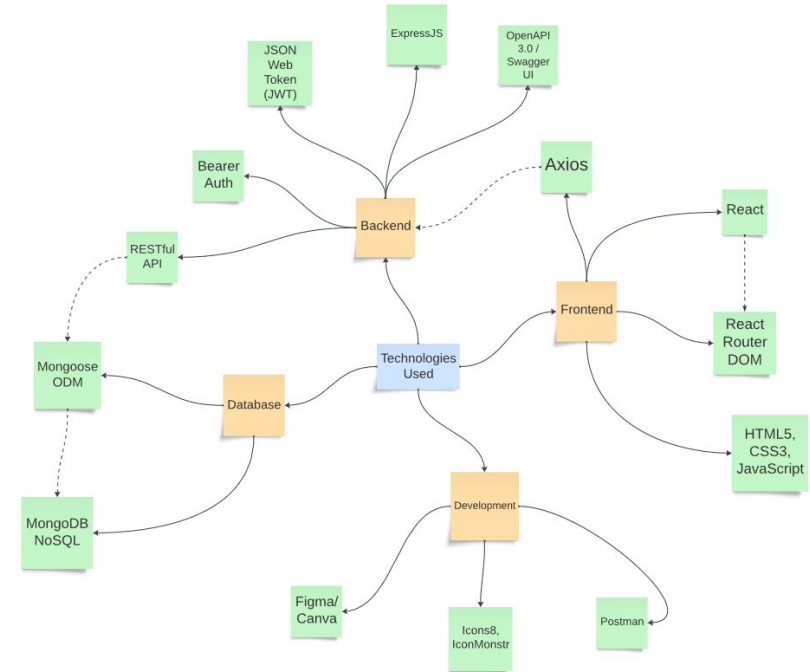 ExpressJS
OpenAPI
3.0 /
Swagger
UI
JSON
Web
Token
(JWT)
Bearer
Auth
Axios
React
Backend
RESTful
API
Frontend
React
Router
DOM
Technologies
Used
Mongoose
ODM
Database
HTML5,
CSS3,
JavaScript
MongoDB
NoSQL
Development
Figma/
Canva
Icons8,
IconMonstr
Postman